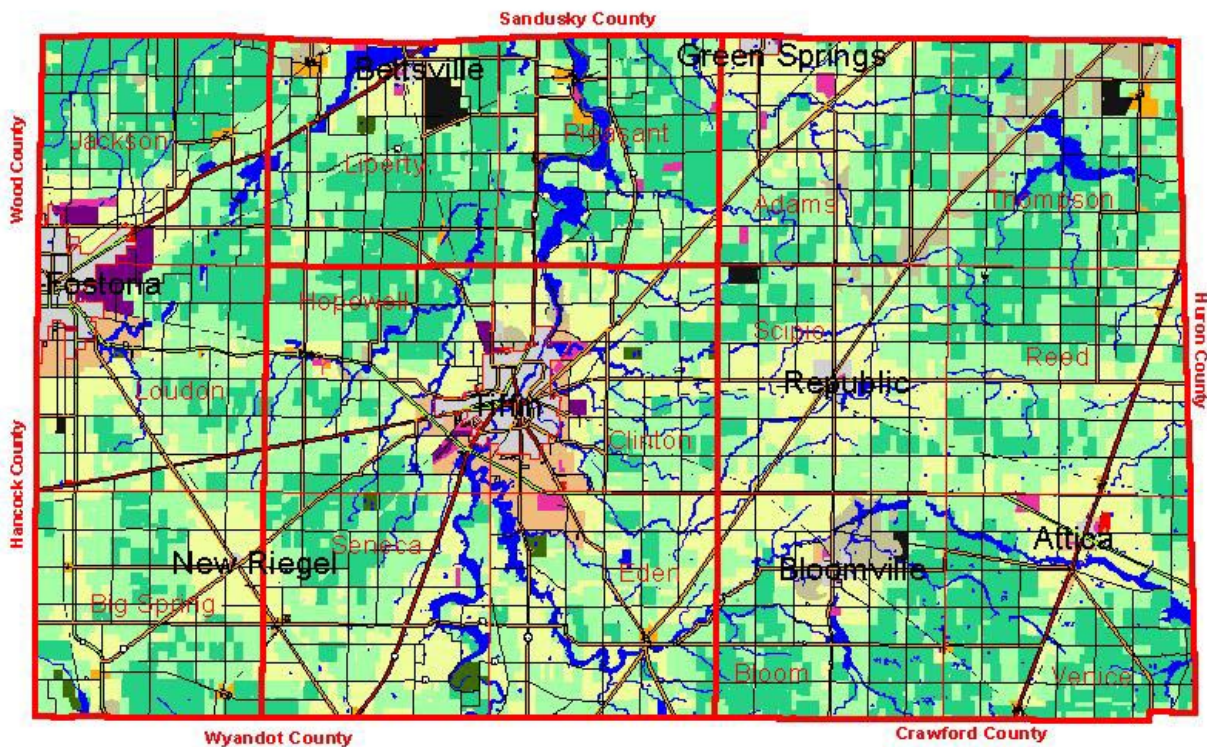 Sandusky County
Green Springs
Bettsville
Wood County
Jackson
Pleasant
Liberty
Adams
Thompson
Fostoria
Hopewell
Huron County
Scipio
Reed
Republic
Loudon
Tiffin
Clinton
Hancock County
Seneca
Attica
New Riegel
Eden
Bloomville
Big Spring
Bloom
Venice
Wyandot County
Crawford County